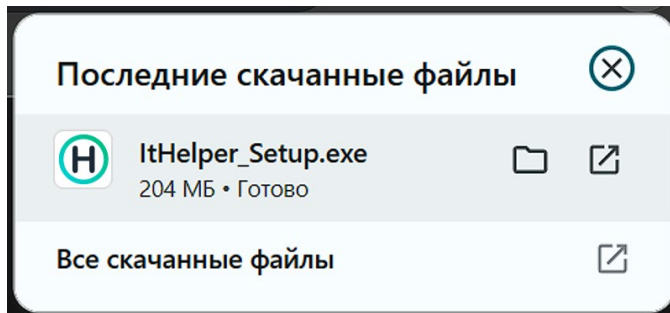 Последние скачанные файлы
H
ItHelper_Setup.exe
204 МБ • Готово
Все скачанные файлы